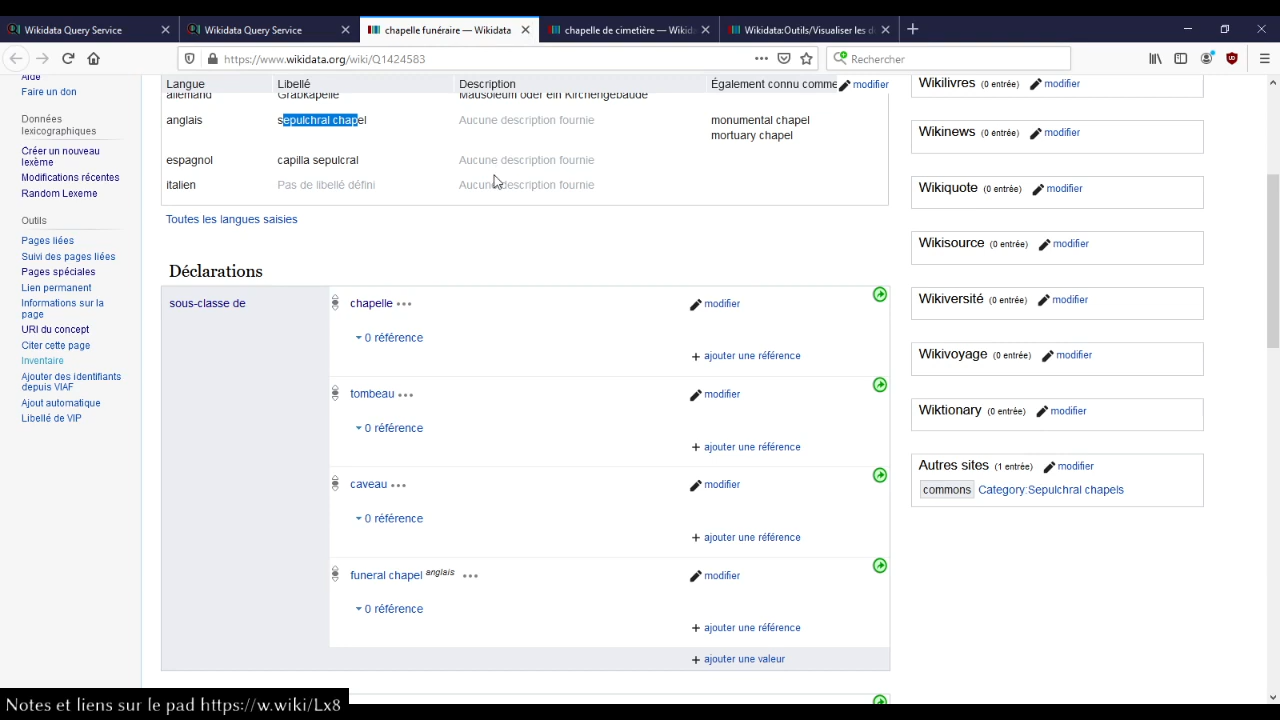 Wikidata Query Service
Wikidata Query Service
chapelle funéraire — Wikidata
chapelle de cimetière — Wikid
Wikidata:Outils/Visualiser les d
https://www.wikidata.org/wiki/Q1424583
Rechercher
Aide
Faire un don
Données
lexicographiques
Créer un nouveau
lexème
Modifications récentes
Random Lexeme
Outils
Pages liées
Suivi des pages liées
Pages spéciales
Lien permanent
Informations sur la
page
URI du concept
Citer cette page
Inventaire
Ajouter des identifiants
depuis VIAF
Ajout automatique
Libellé de VIP
Langue Libellé Description Également connu comme modifier
allemand Grabkapelle Mausoleum oder ein Kirchengebäude
anglais sepulchral chapel Aucune description fournie monumental chapel
mortuary chapel
espagnol capilla sepulcral Aucune description fournie
italien Pas de libellé défini Aucune description fournie
Toutes les langues saisies
Déclarations
sous-classe de
chapelle modifier
0 référence
+ ajouter une référence
tombeau modifier
0 référence
+ ajouter une référence
caveau modifier
0 référence
+ ajouter une référence
funeral chapel anglais modifier
0 référence
+ ajouter une référence
+ ajouter une valeur
Wikilivres (0 entrée) modifier
Wikinews (0 entrée) modifier
Wikiquote (0 entrée) modifier
Wikisource (0 entrée) modifier
Wikiversité (0 entrée) modifier
Wikivoyage (0 entrée) modifier
Wiktionary (0 entrée) modifier
Autres sites (1 entrée) modifier
commons Category:Sepulchral chapels
Notes et liens sur le pad https://w.wiki/Lx8